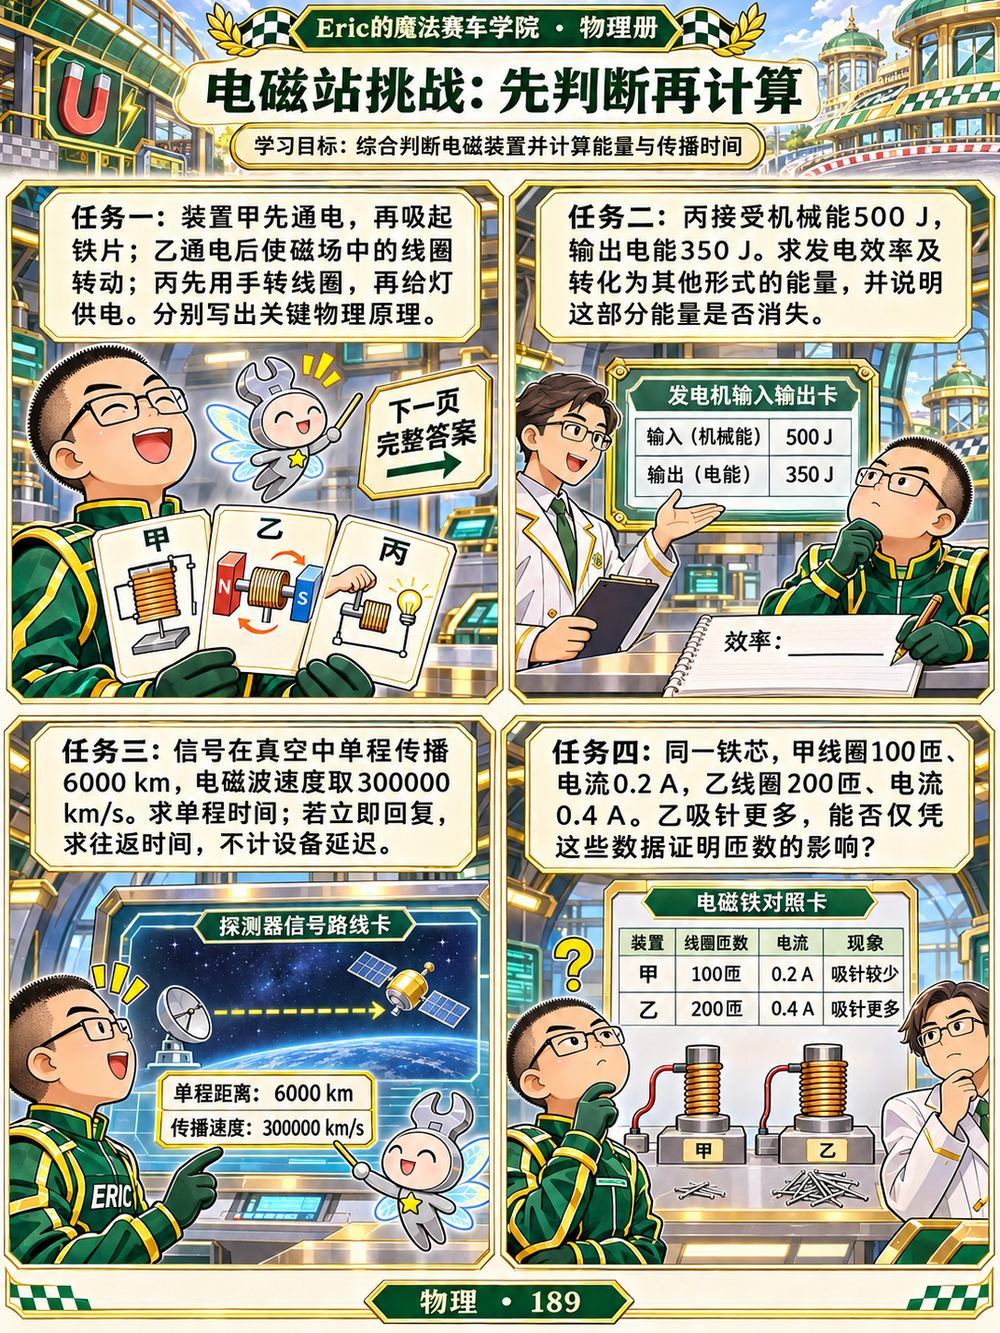 Eric的魔法赛车学院 · 物理册
电磁站挑战：先判断再计算
学习目标：综合判断电磁装置并计算能量与传播时间
任务一：装置甲先通电，再吸起
铁片；乙通电后使磁场中的线圈
转动；丙先用手转线圈，再给灯
供电。分别写出关键物理原理。
下一页
完整答案
甲
乙
丙
N
S
任务二：丙接受机械能500 J，
输出电能350 J。求发电效率及
转化为其他形式的能量，并说明
这部分能量是否消失。
发电机输入输出卡
输入（机械能） 500 J
输出（电能） 350 J
效率：________
任务三：信号在真空中单程传播
6000 km，电磁波速度取300000
km/s。求单程时间；若立即回复，
求往返时间，不计设备延迟。
探测器信号路线卡
单程距离： 6000 km
传播速度： 300000 km/s
ERIC
任务四：同一铁芯，甲线圈100匝、
电流0.2 A，乙线圈200匝、电流
0.4 A。乙吸针更多，能否仅凭
这些数据证明匝数的影响？
电磁铁对照卡
装置 线圈匝数 电流 现象
甲 100匝 0.2 A 吸针较少
乙 200匝 0.4 A 吸针更多
?
甲
乙
物理 · 189